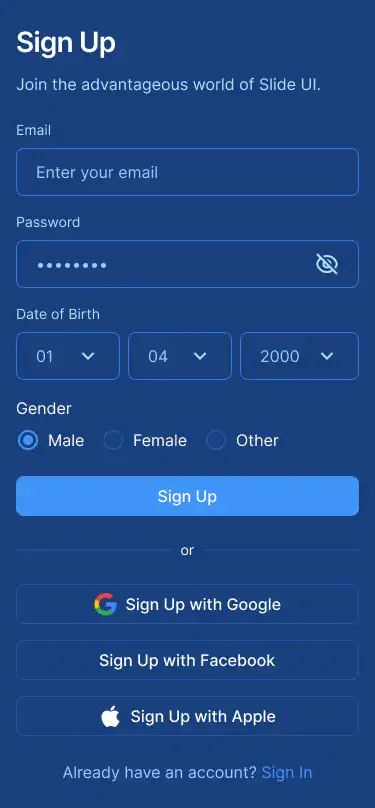 Sign Up
Join the advantageous world of Slide UI.
Email
Enter your email
Password
••••••••
Date of Birth
01 04 2000
Gender
Male Female Other
Sign Up
or
Sign Up with Google
Sign Up with Facebook
Sign Up with Apple
Already have an account? Sign In